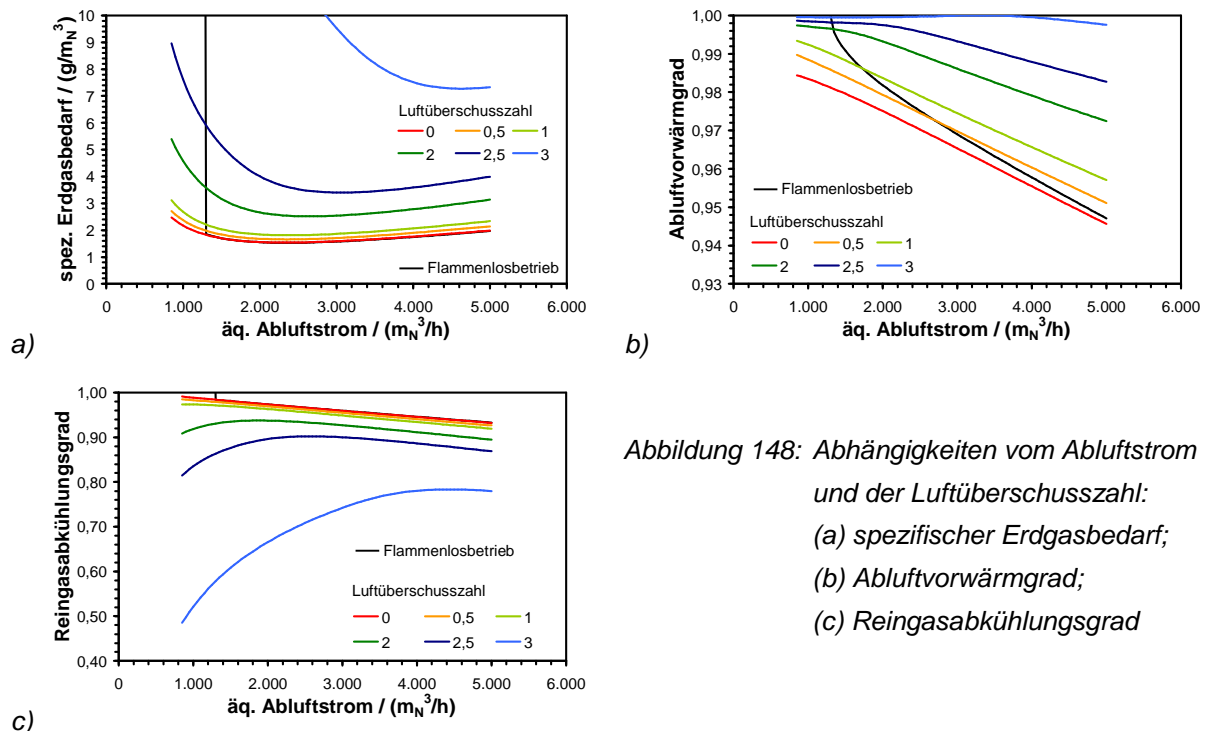 spez. Erdgasbedarf / (g/m_N^3)
10
9
8
7
6
5
4
3
2
1
0
Luftüberschusszahl
0 0,5 1
2 2,5 3
Flammenlosbetrieb
0 1.000 2.000 3.000 4.000 5.000 6.000
äq. Abluftstrom / (m_N^3/h)
a)
Abluftvorwärmgrad
1,00
0,99
0,98
0,97
0,96
0,95
0,94
0,93
Flammenlosbetrieb
Luftüberschusszahl
0 0,5 1
2 2,5 3
0 1.000 2.000 3.000 4.000 5.000 6.000
äq. Abluftstrom / (m_N^3/h)
b)
Reingasabkühlungsgrad
1,00
0,90
0,80
0,70
0,60
0,50
0,40
Flammenlosbetrieb
Luftüberschusszahl
0 0,5 1
2 2,5 3
0 1.000 2.000 3.000 4.000 5.000 6.000
äq. Abluftstrom / (m_N^3/h)
c)
Abbildung 148: Abhängigkeiten vom Abluftstrom
und der Luftüberschusszahl:
(a) spezifischer Erdgasbedarf;
(b) Abluftvorwärmgrad;
(c) Reingasabkühlungsgrad